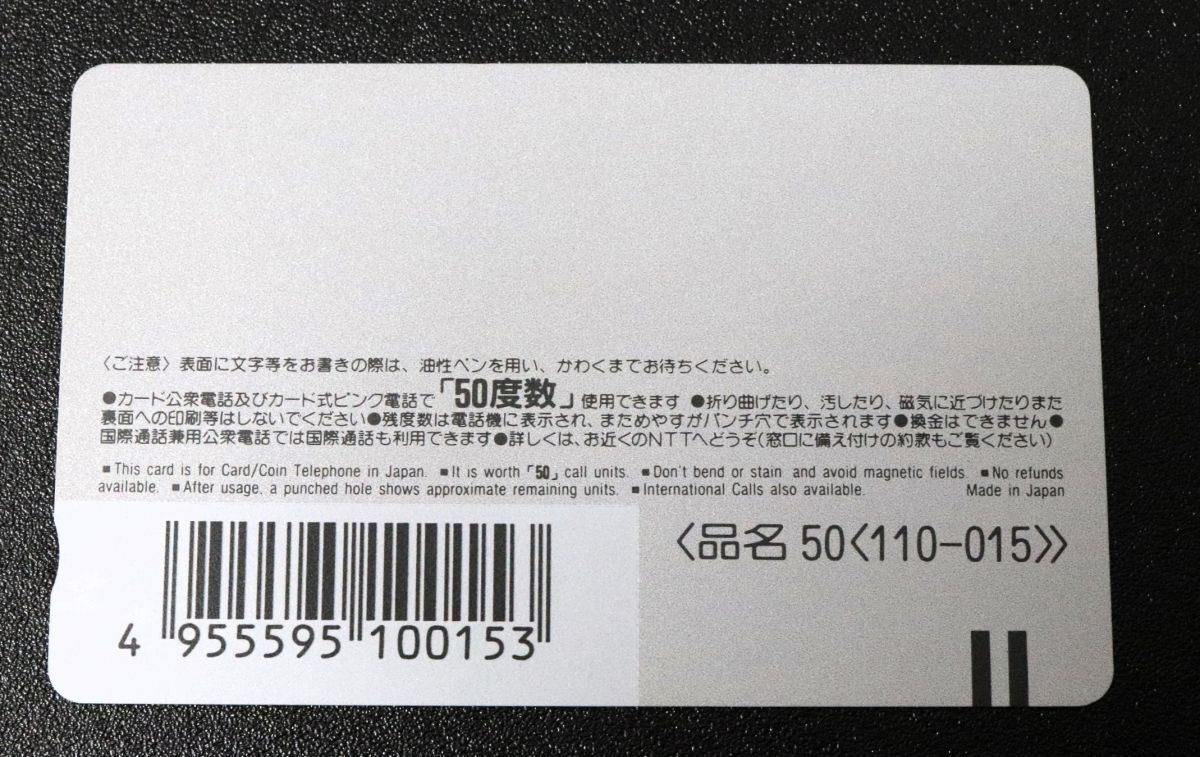 〈ご注意〉表面に文字等をお書きの際は、油性ペンを用い、かわくまでお待ちください。
●カード公衆電話及びカード式ピンク電話で「50度数」使用できます ●折り曲げたり、汚したり、磁気に近づけたりまた
裏面への印刷等はしないでください●残度数は電話機に表示され、まためやすがパンチ穴で表示されます●換金はできません●
国際通話兼用公衆電話では国際通話も利用できます●詳しくは、お近くのNTTへどうぞ(窓口に備え付けの約款もご覧ください)
■This card is for Card/Coin Telephone in Japan. ■It is worth「50」call units. ■Don't bend or stain and avoid magnetic fields. ■No refunds
available. ■After usage, a punched hole shows approximate remaining units. ■International Calls also available. Made in Japan
〈品名 50〈110-015〉〉
4 955595 100153